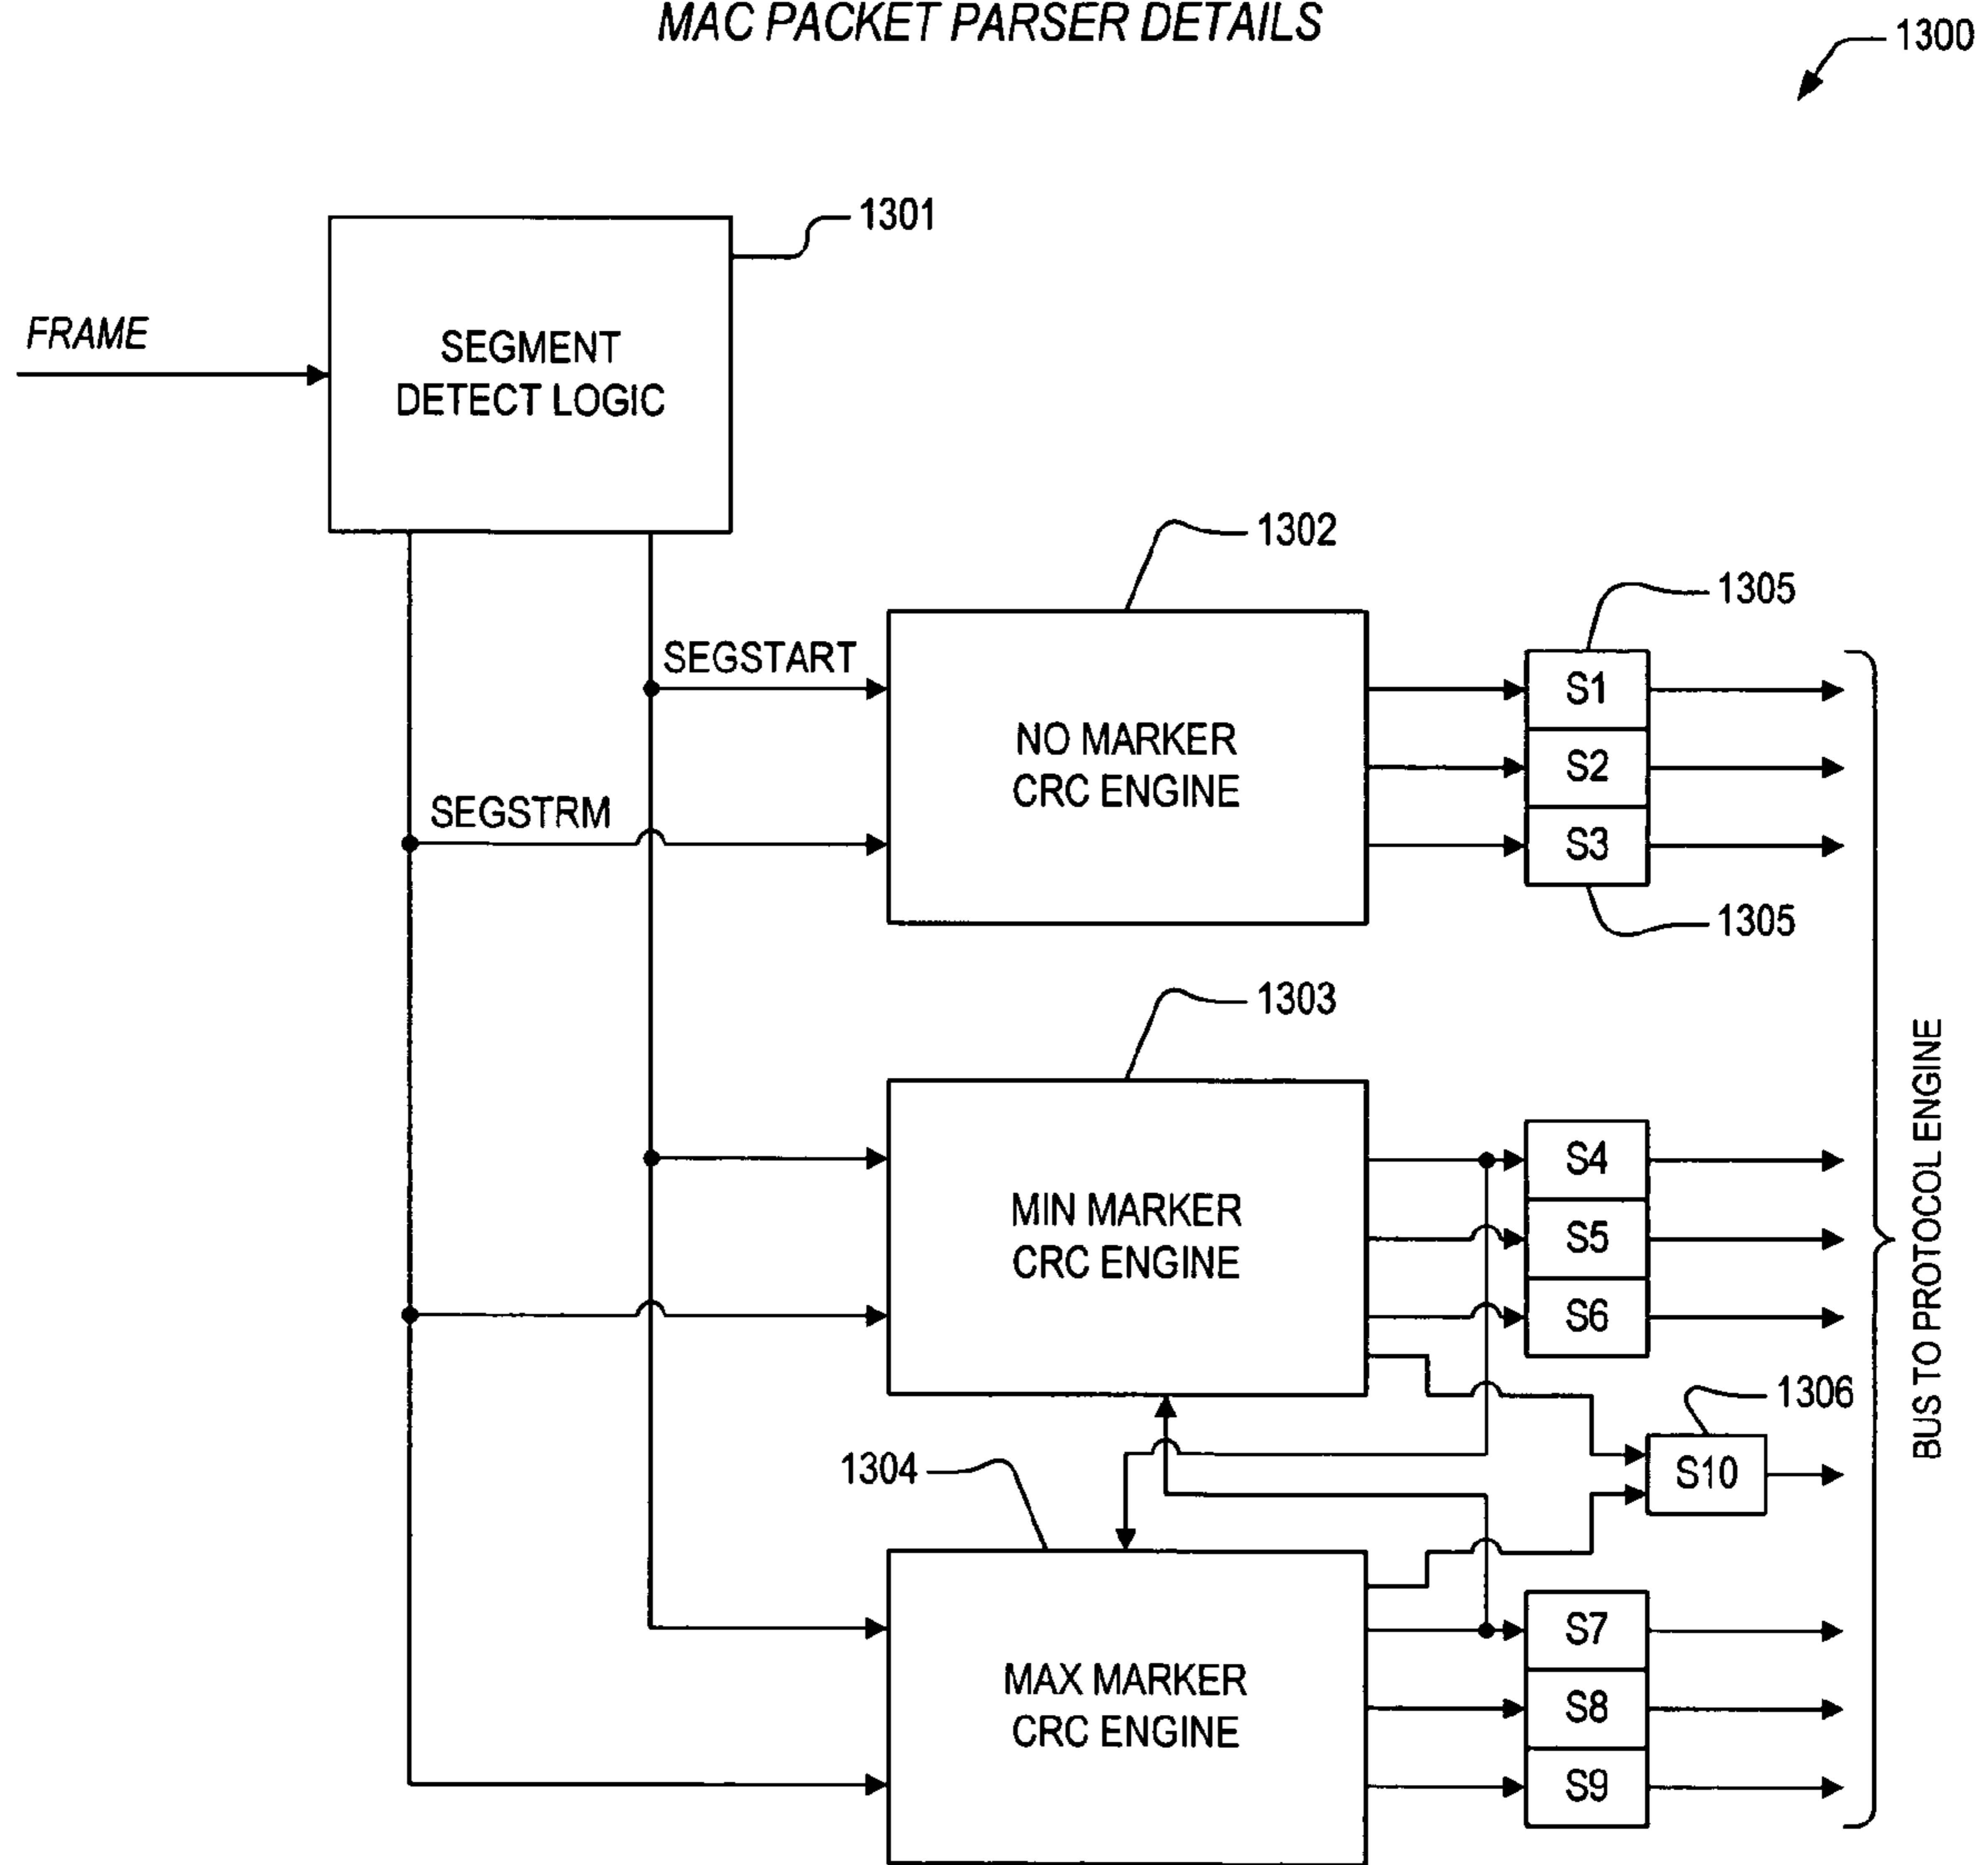 MAC PACKET PARSER DETAILS
1300
1301
FRAME
SEGMENT
DETECT LOGIC
1302
1305
SEGSTART
S1
NO MARKER
CRC ENGINE
S2
SEGSTRM
S3
1305
1303
S4
MIN MARKER
CRC ENGINE
S5
S6
BUS TO PROTOCOL ENGINE
1306
1304
S10
S7
MAX MARKER
CRC ENGINE
S8
S9